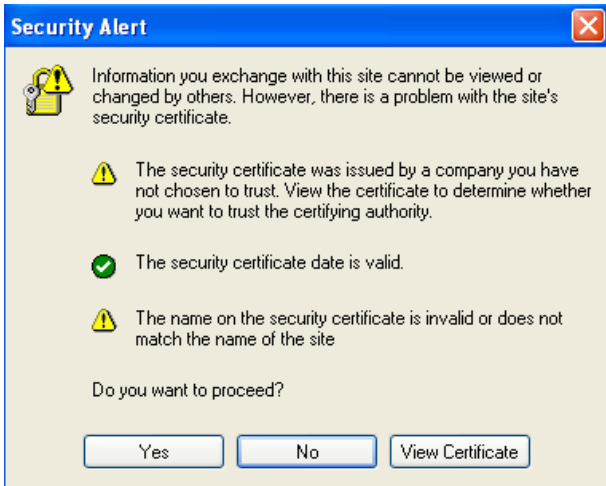 Security Alert
Information you exchange with this site cannot be viewed or
changed by others. However, there is a problem with the site's
security certificate.
The security certificate was issued by a company you have
not chosen to trust. View the certificate to determine whether
you want to trust the certifying authority.
The security certificate date is valid.
The name on the security certificate is invalid or does not
match the name of the site
Do you want to proceed?
Yes No View Certificate